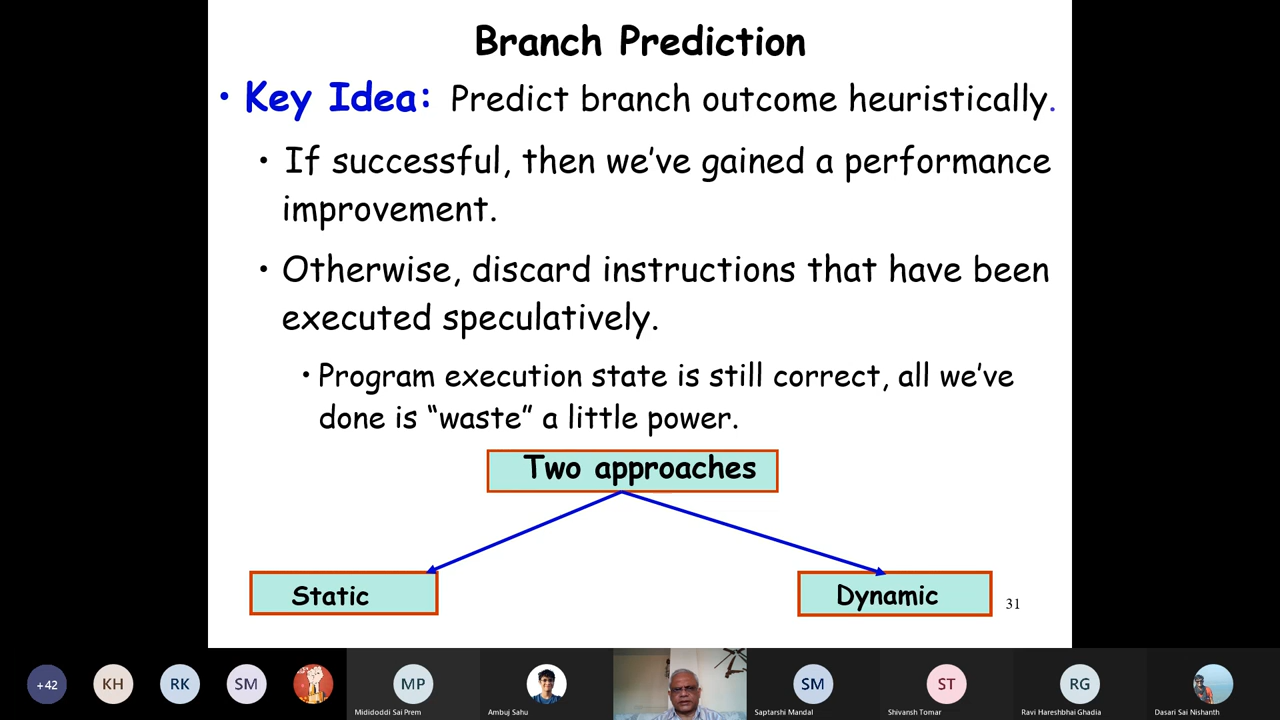 Branch Prediction
• Key Idea: Predict branch outcome heuristically.
• If successful, then we've gained a performance
improvement.
• Otherwise, discard instructions that have been
executed speculatively.
• Program execution state is still correct, all we've
done is "waste" a little power.
Two approaches
Static
Dynamic
31
+42
KH
RK
SM
MP
SM
ST
RG
Mididoddi Sai Prem
Ambuj Sahu
Saptarshi Mandal
Shivansh Tomar
Ravi Hareshbhai Ghadia
Dasari Sai Nishanth